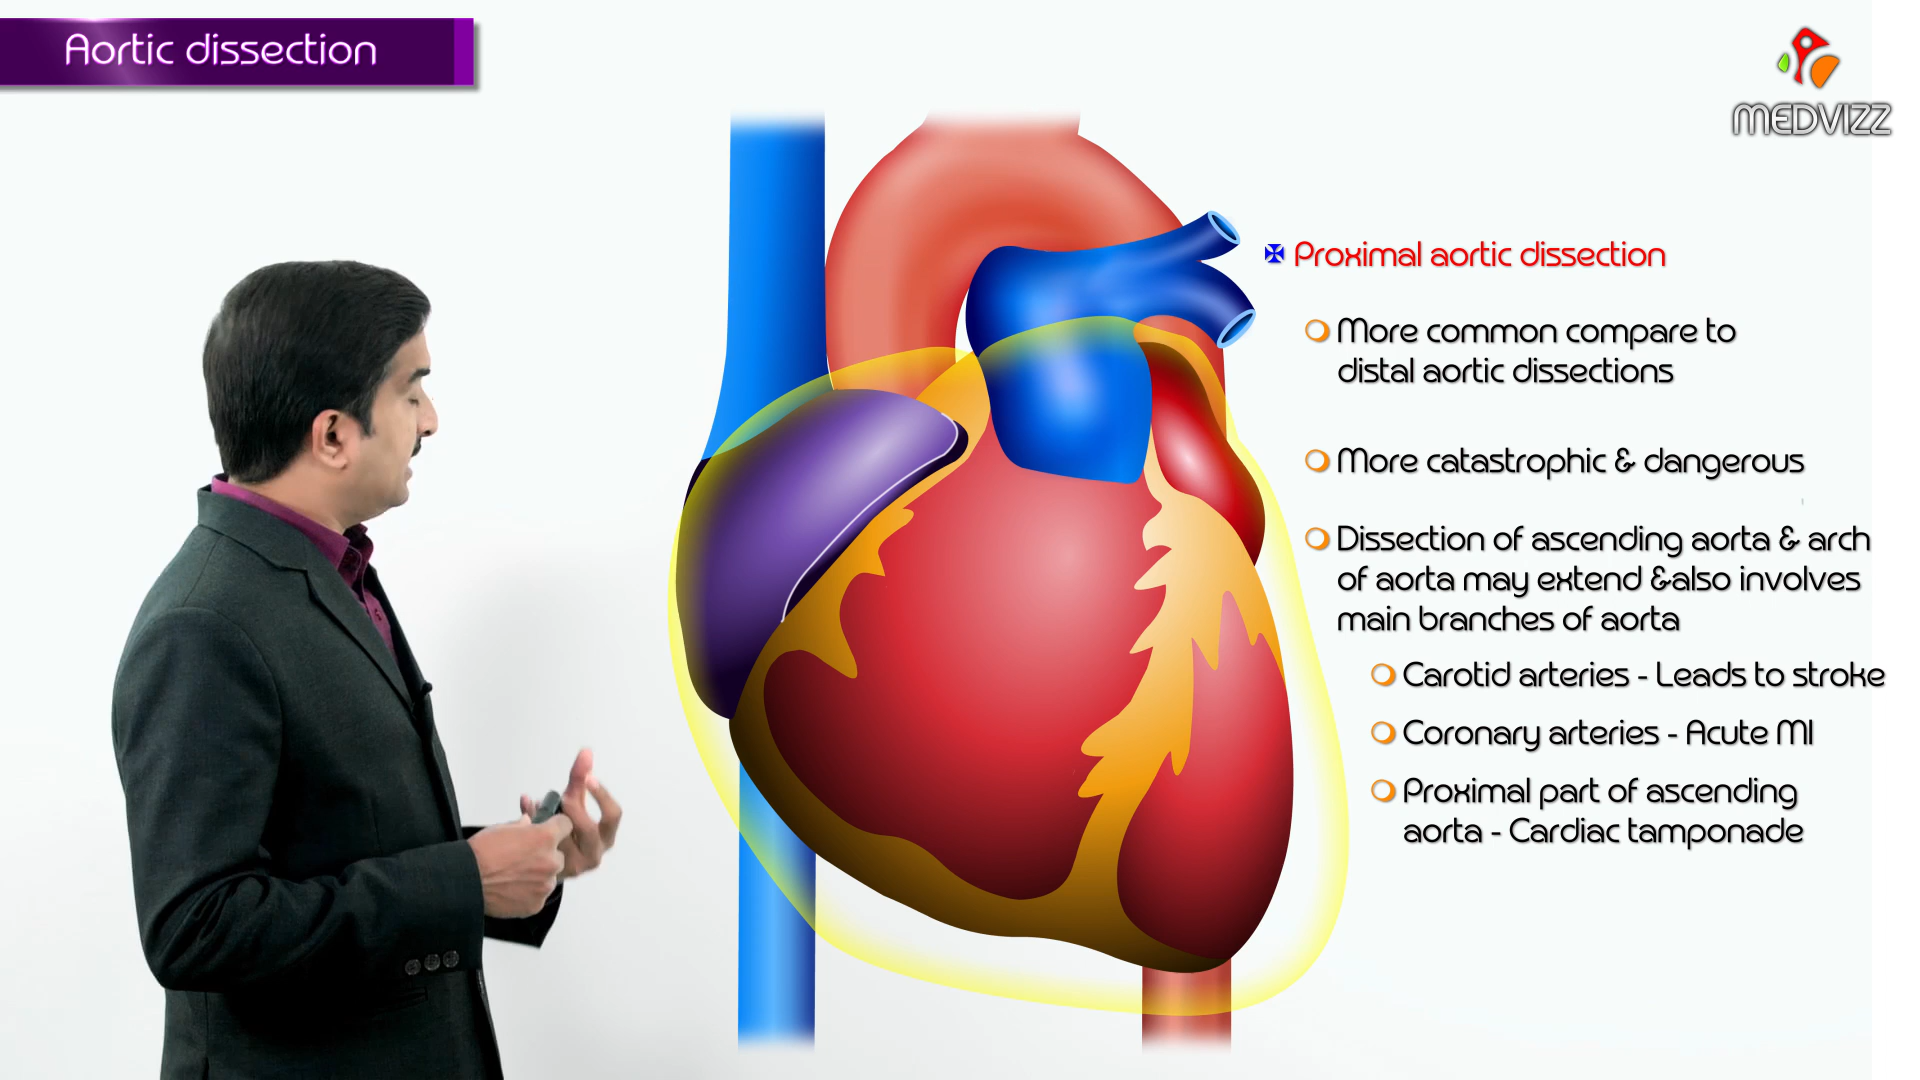 Aortic dissection
MEDVIZZ
Proximal aortic dissection
More common compare to
distal aortic dissections
More catastrophic & dangerous
Dissection of ascending aorta & arch
of aorta may extend &also involves
main branches of aorta
Carotid arteries - Leads to stroke
Coronary arteries - Acute MI
Proximal part of ascending
aorta - Cardiac tamponade